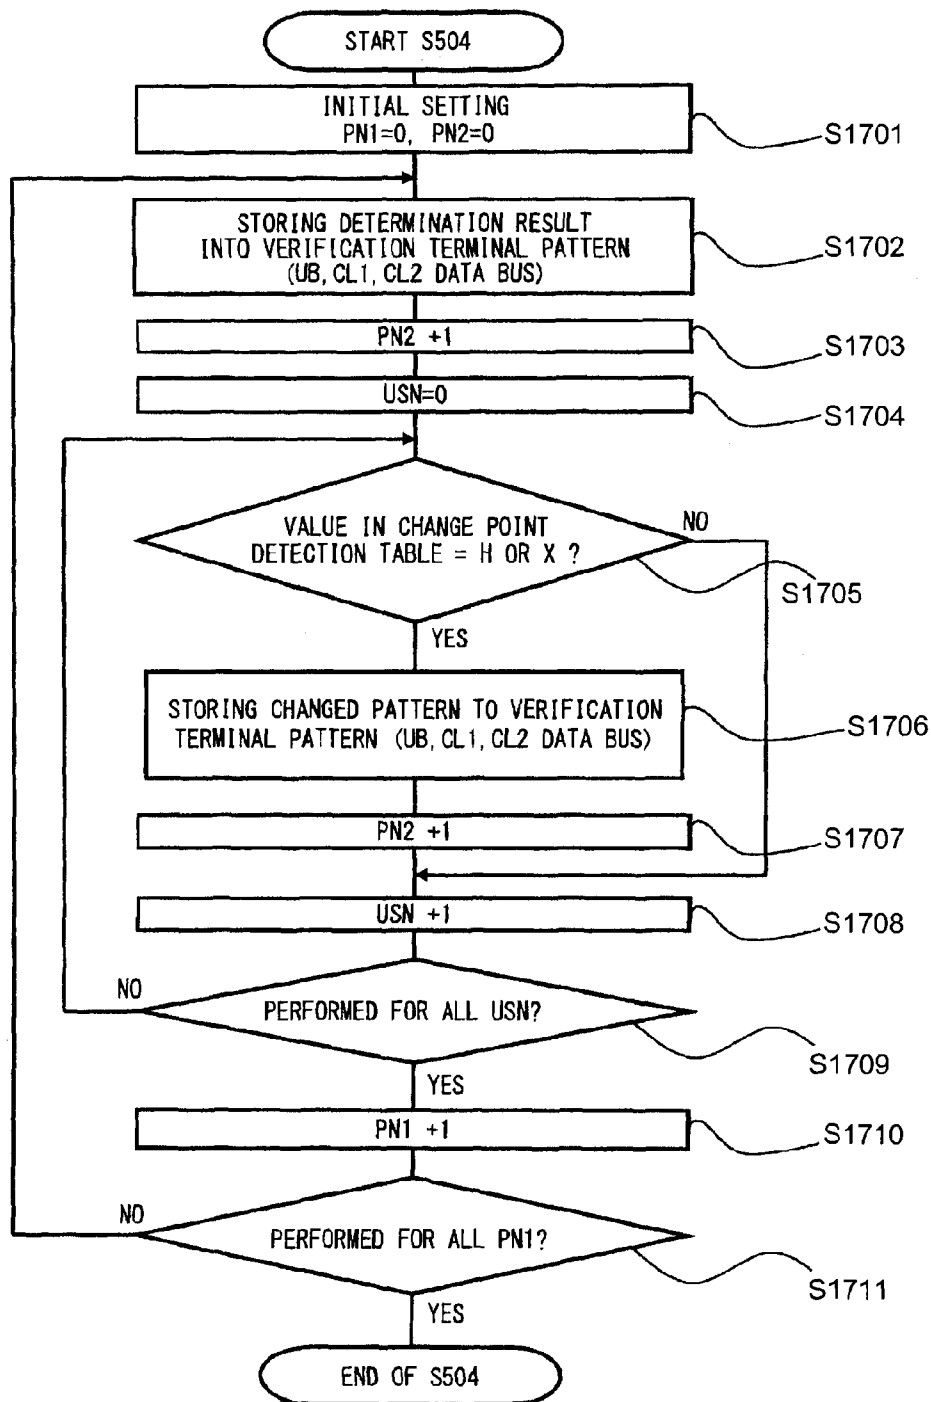 START S504
INITIAL SETTING
PN1=0, PN2=0
S1701
STORING DETERMINATION RESULT
INTO VERIFICATION TERMINAL PATTERN
(UB, CL1, CL2 DATA BUS)
S1702
PN2 +1
S1703
USN=0
S1704
VALUE IN CHANGE POINT
DETECTION TABLE = H OR X ?
NO
S1705
YES
STORING CHANGED PATTERN TO VERIFICATION
TERMINAL PATTERN (UB, CL1, CL2 DATA BUS)
S1706
PN2 +1
S1707
USN +1
S1708
NO
PERFORMED FOR ALL USN?
S1709
YES
PN1 +1
S1710
NO
PERFORMED FOR ALL PN1?
S1711
YES
END OF S504